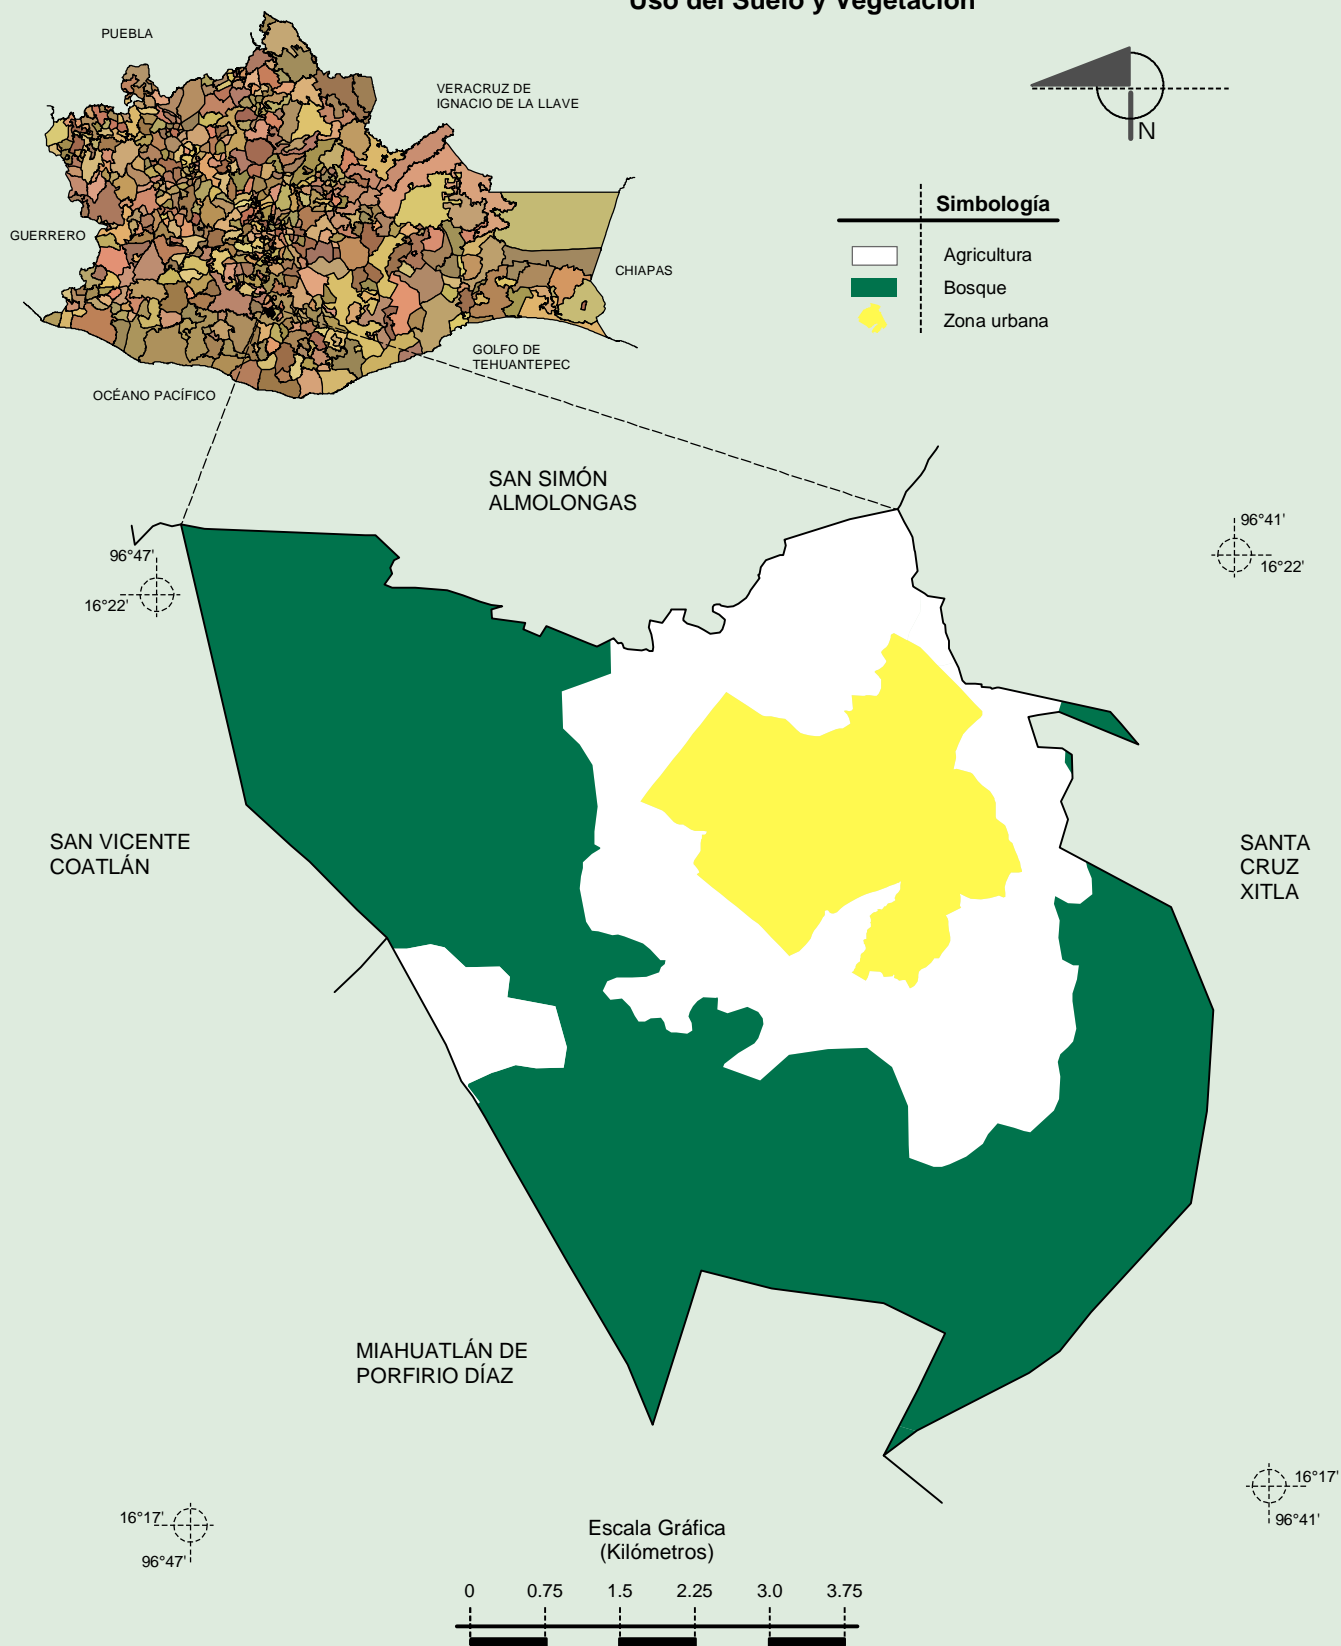 Uso del Suelo y Vegetación
PUEBLA
VERACRUZ DE
IGNACIO DE LA LLAVE
GUERRERO
CHIAPAS
GOLFO DE
TEHUANTEPEC
OCÉANO PACÍFICO
N
Simbología
Agricultura
Bosque
Zona urbana
SAN SIMÓN
ALMOLONGAS
96°47'
16°22'
96°41'
16°22'
SAN VICENTE
COATLÁN
SANTA
CRUZ
XITLA
MIAHUATLÁN DE
PORFIRIO DÍAZ
16°17'
96°47'
16°17'
96°41'
Escala Gráfica
(Kilómetros)
0 0.75 1.5 2.25 3.0 3.75